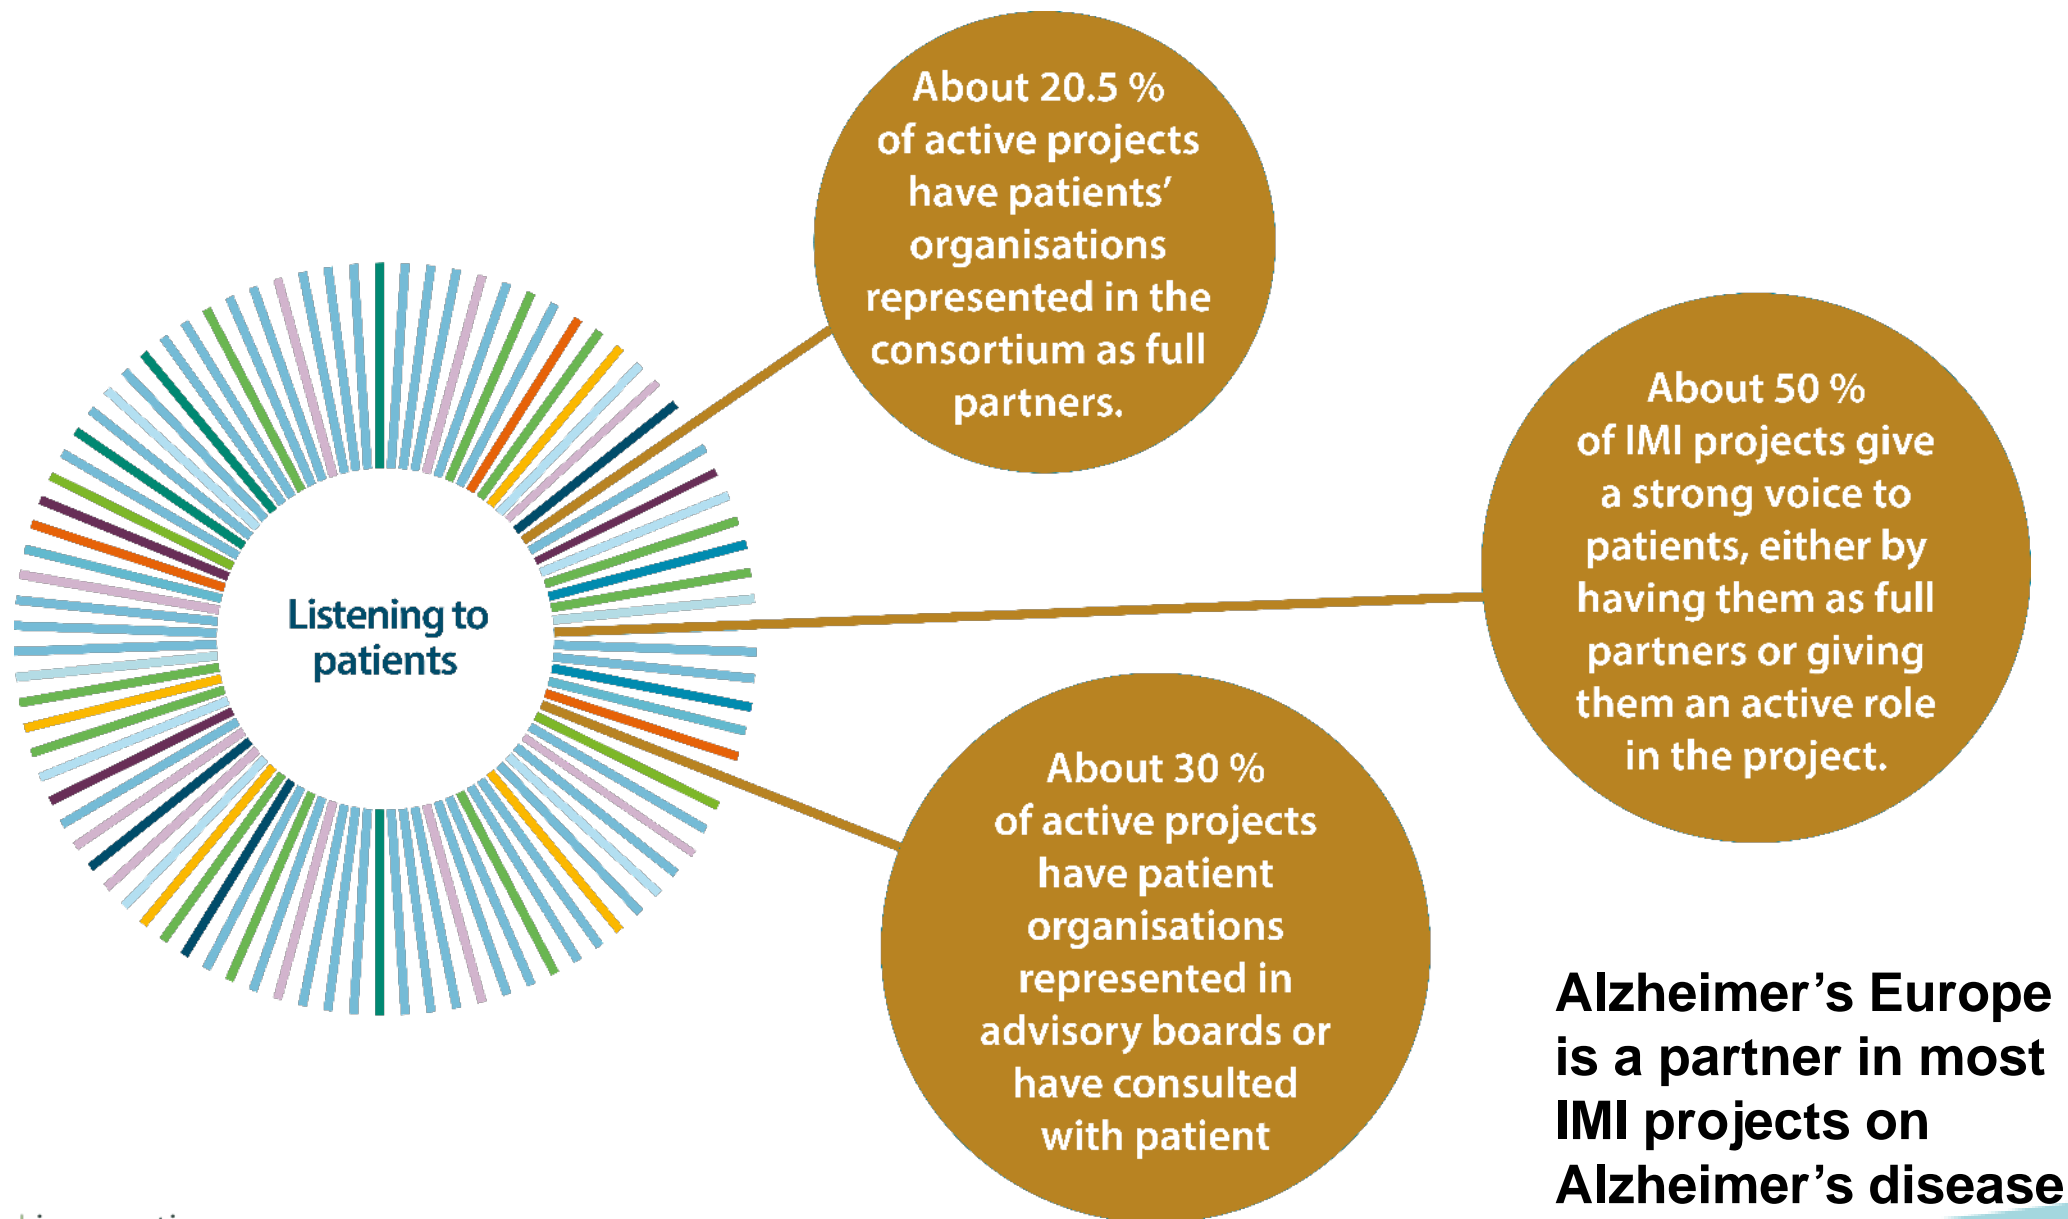 About 20.5 %
of active projects
have patients’
organisations
represented in the
consortium as full
partners.
About 50 %
of IMI projects give
a strong voice to
patients, either by
having them as full
partners or giving
them an active role
in the project.
Listening to
patients
About 30 %
of active projects
have patient
organisations
represented in
advisory boards or
have consulted
with patient
Alzheimer’s Europe
is a partner in most
IMI projects on
Alzheimer’s disease